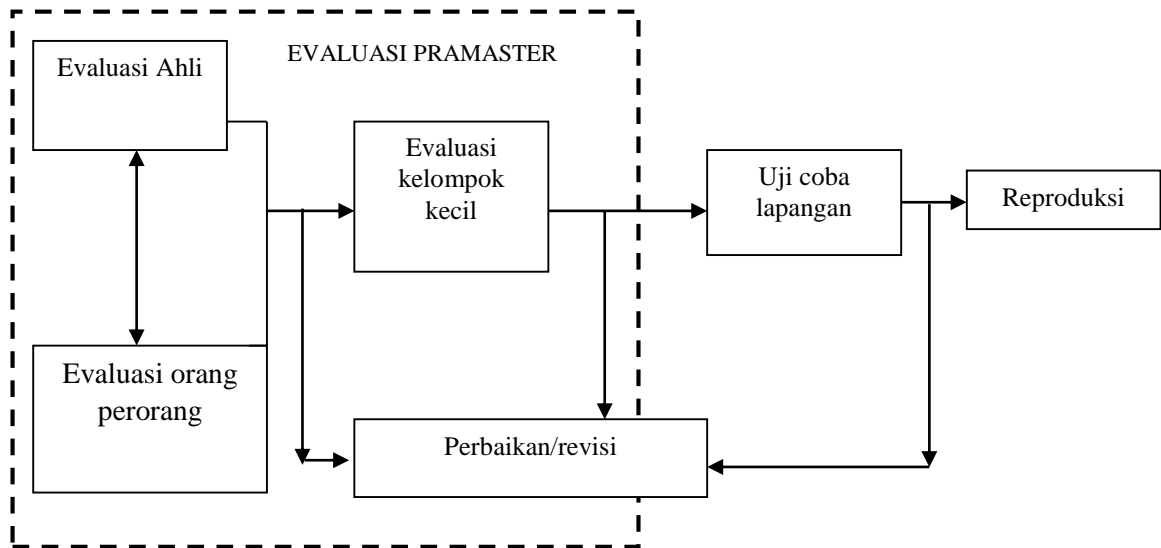 EVALUASI PRAMASTER
Evaluasi Ahli
Evaluasi
kelompok
kecil
Uji coba
lapangan
Reproduksi
Evaluasi orang
perorang
Perbaikan/revisi